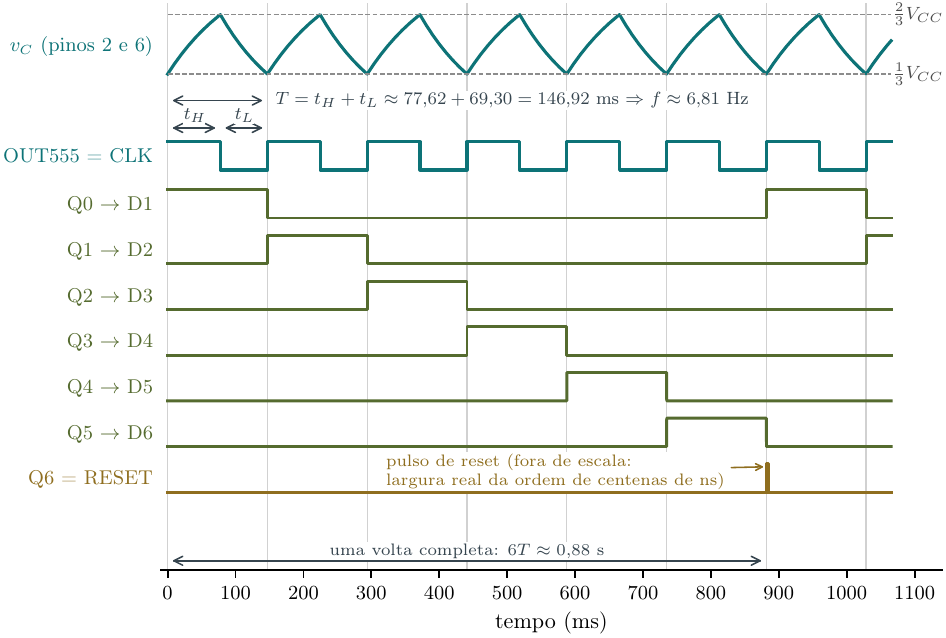 2/3 V_CC
v_C (pinos 2 e 6)
1/3 V_CC
T = t_H + t_L ≈ 77,62 + 69,30 = 146,92 ms ⇒ f ≈ 6,81 Hz
t_H t_L
OUT555 = CLK
Q0 → D1
Q1 → D2
Q2 → D3
Q3 → D4
Q4 → D5
Q5 → D6
pulso de reset (fora de escala:
largura real da ordem de centenas de ns)
Q6 = RESET
uma volta completa: 6T ≈ 0,88 s
0 100 200 300 400 500 600 700 800 900 1000 1100
tempo (ms)